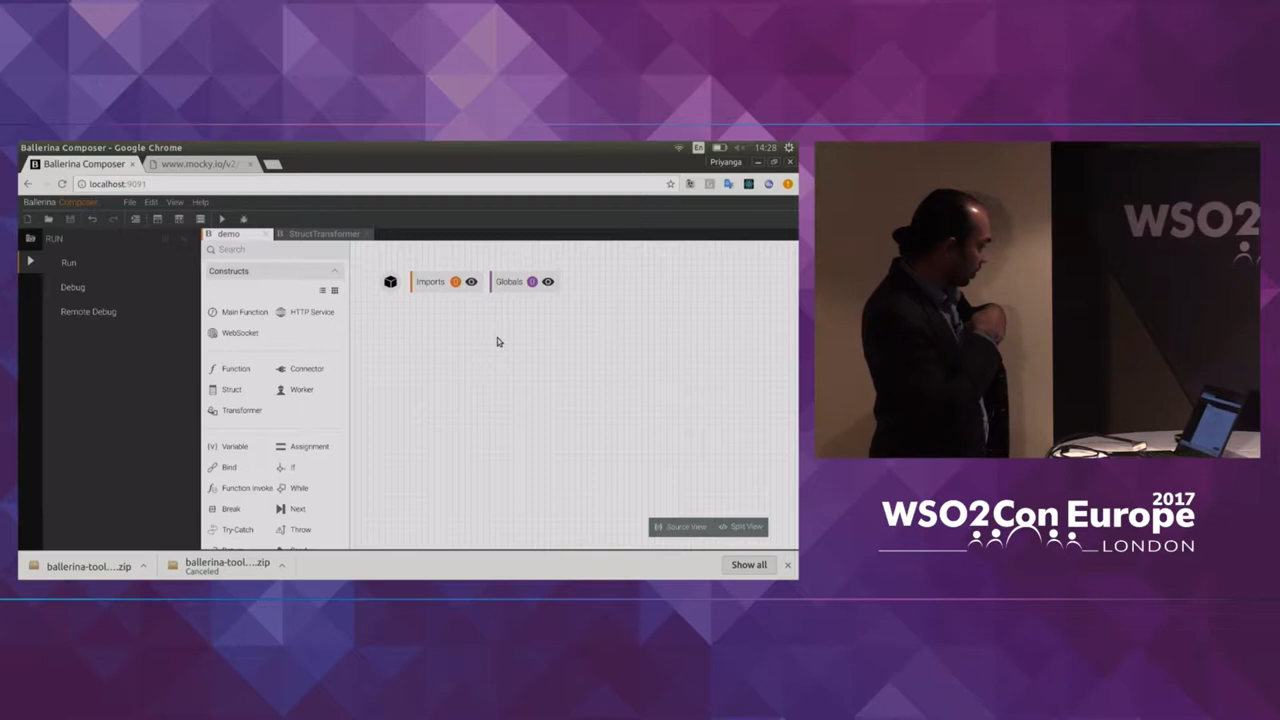 Ballerina Composer - Google Chrome
En
14:28
Ballerina Composer
www.mocky.io/v2/
Priyanga
localhost:9091
Ballerina Composer
File Edit View Help
RUN
demo
StructTransformer
Run
Debug
Remote Debug
Search
Constructs
Imports 0
Globals 0
Main Function
HTTP Service
WebSocket
Function
Connector
Struct
Worker
Transformer
Variable
Assignment
Bind
If
Function Invoke
While
Break
Next
Try-Catch
Throw
Source View
Split View
ballerina-tool....zip
ballerina-tool....zip
Canceled
Show all
WSO2
2017
WSO2Con Europe
LONDON